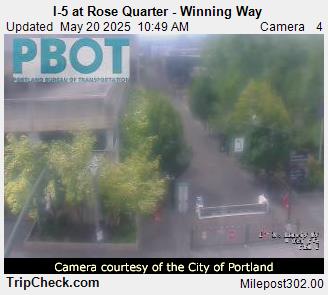 I-5 at Rose Quarter - Winning Way
Updated May 20 2025 10:49 AM Camera 4
PBOT
PORTLAND BUREAU OF TRANSPORTATION
Camera courtesy of the City of Portland
TripCheck.com Milepost302.00